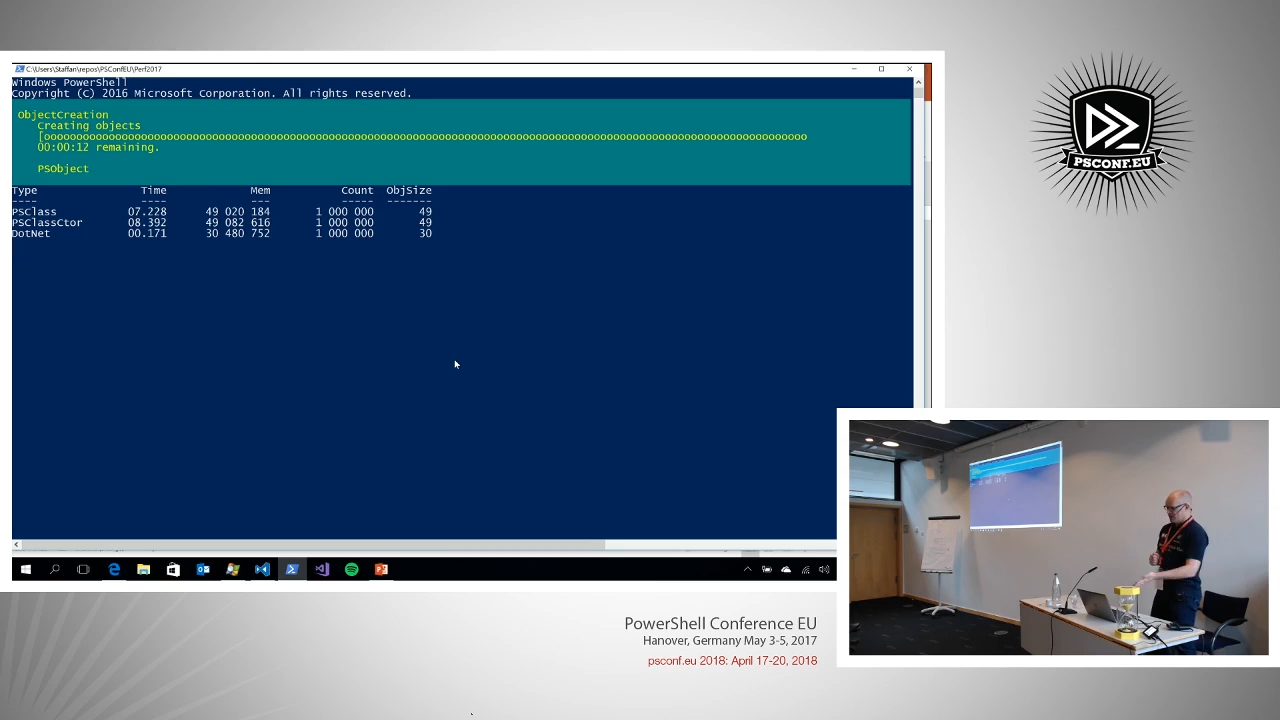 C:\Users\Staffan\repos\PSConfEU\Perf2017
Windows PowerShell
Copyright (C) 2016 Microsoft Corporation. All rights reserved.
ObjectCreation
Creating objects
[ooooooooooooooooooooooooooooooooooooooooooooooooooooooooooooooooooooooooooooooooooooooooooooooooooooooooooooooooooooooo
00:00:12 remaining.
PSObject
Type Time Mem Count ObjSize
---- ---- --- ----- -------
PSClass 07.228 49 020 184 1 000 000 49
PSClassCtor 08.392 49 082 616 1 000 000 49
DotNet 00.171 30 480 752 1 000 000 30
PSCONF.EU
PowerShell Conference EU
Hanover, Germany May 3-5, 2017
psconf.eu 2018: April 17-20, 2018